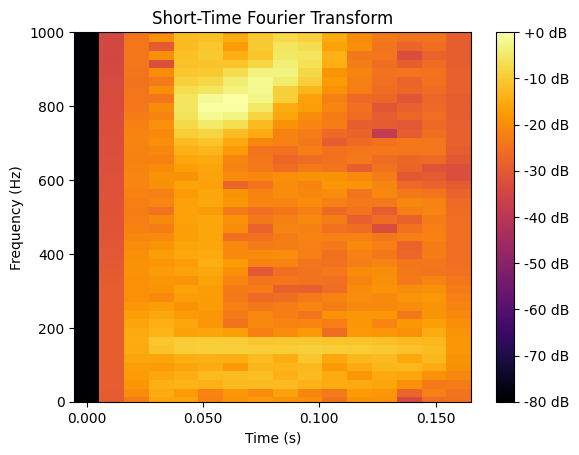 Short-Time Fourier Transform
Frequency (Hz)
1000
800
600
400
200
0
0.000
0.050
0.100
0.150
Time (s)
+0 dB
-10 dB
-20 dB
-30 dB
-40 dB
-50 dB
-60 dB
-70 dB
-80 dB